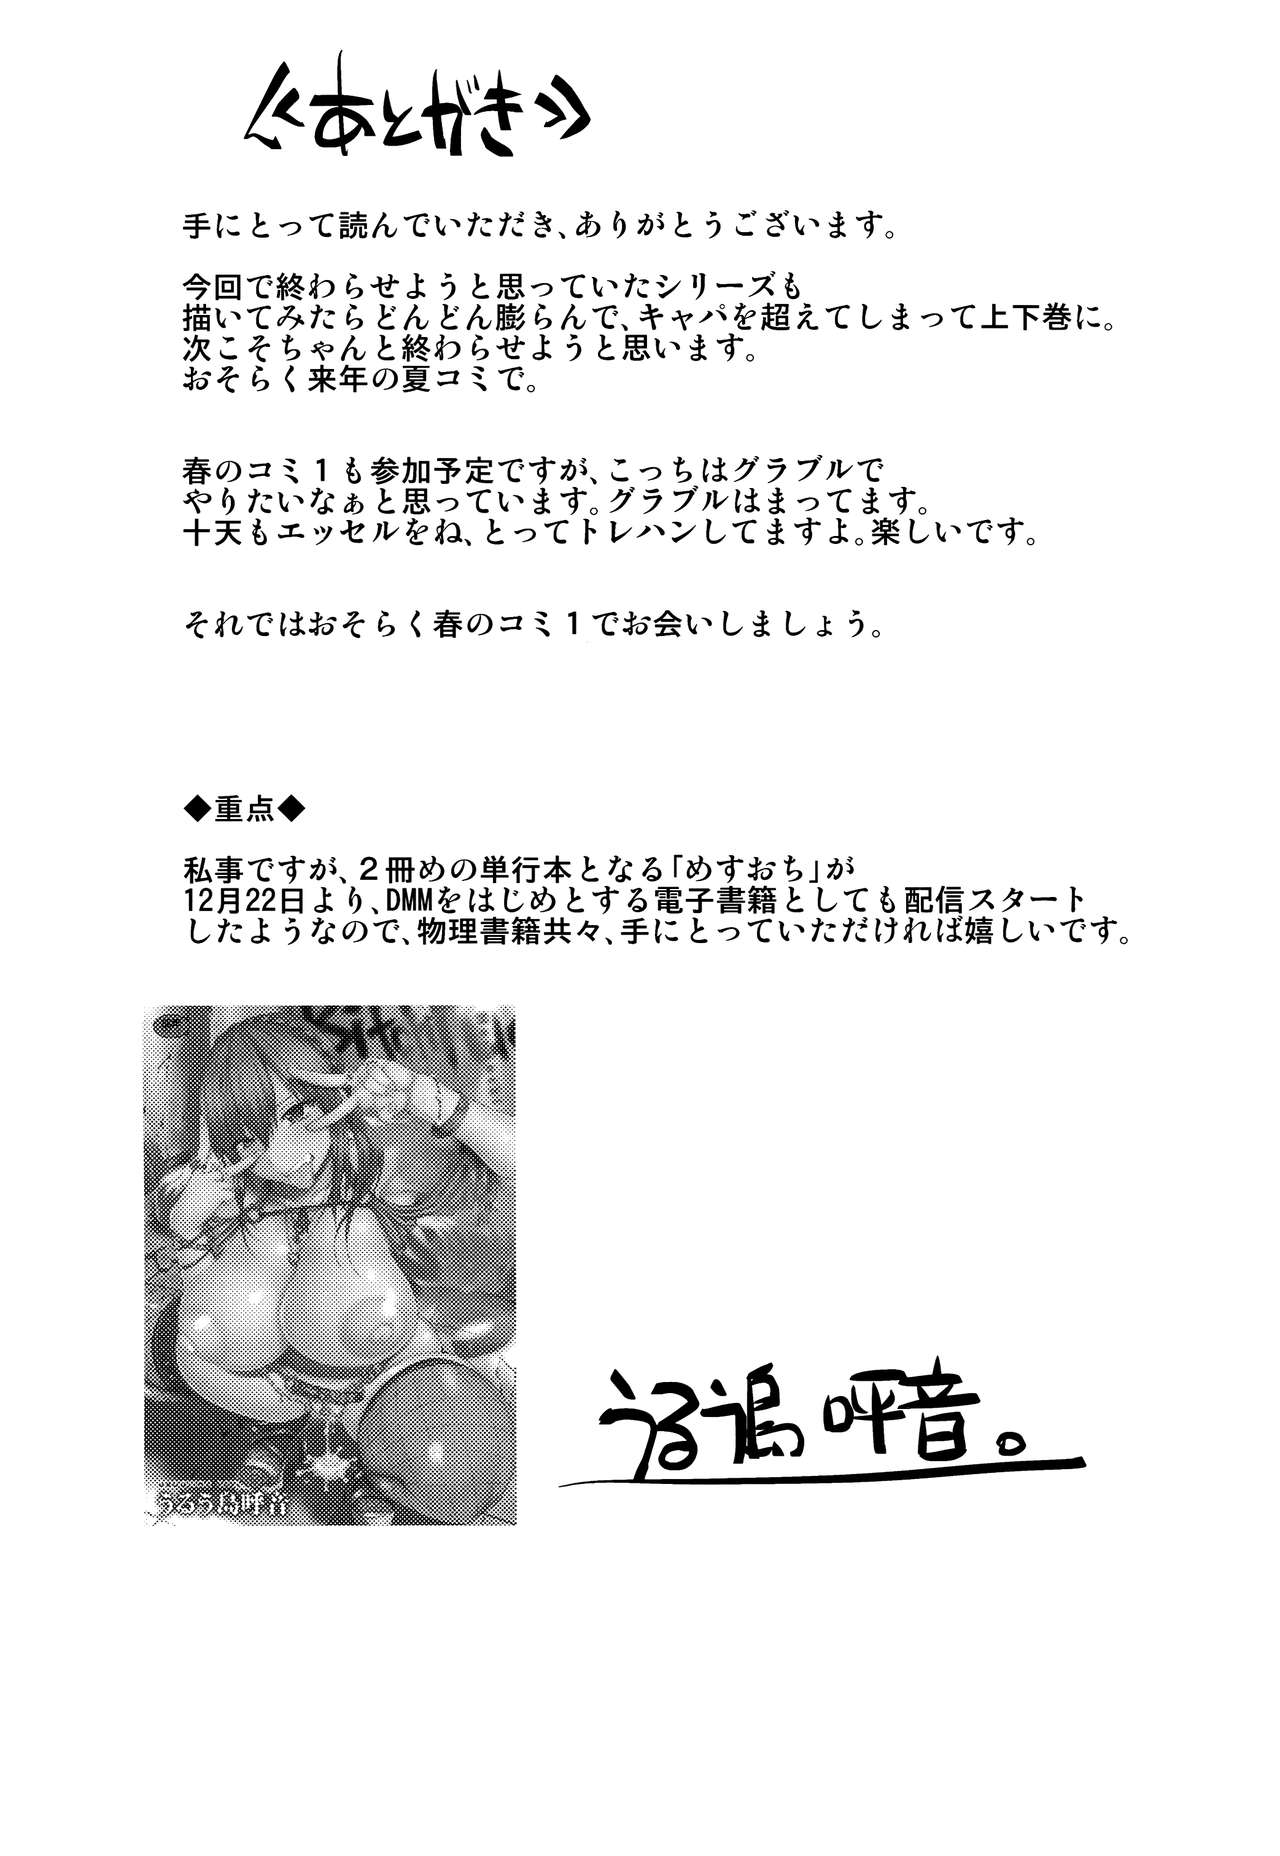 ≪あとがき≫
手にとって読んでいただき、ありがとうございます。
今回で終わらせようと思っていたシリーズも
描いてみたらどんどん膨らんで、キャパを超えてしまって上下巻に。
次こそちゃんと終わらせようと思います。
おそらく来年の夏コミで。
春のコミ１も参加予定ですが、こっちはグラブルで
やりたいなぁと思っています。グラブルはまってます。
十天もエッセルをね、とってトレハンしてますよ。楽しいです。
それではおそらく春のコミ１でお会いしましょう。
◆重点◆
私事ですが、２冊めの単行本となる「めすおち」が
12月22日より、DMMをはじめとする電子書籍としても配信スタート
したようなので、物理書籍共々、手にとっていただければ嬉しいです。
うるう島呼音
うるう島呼音。